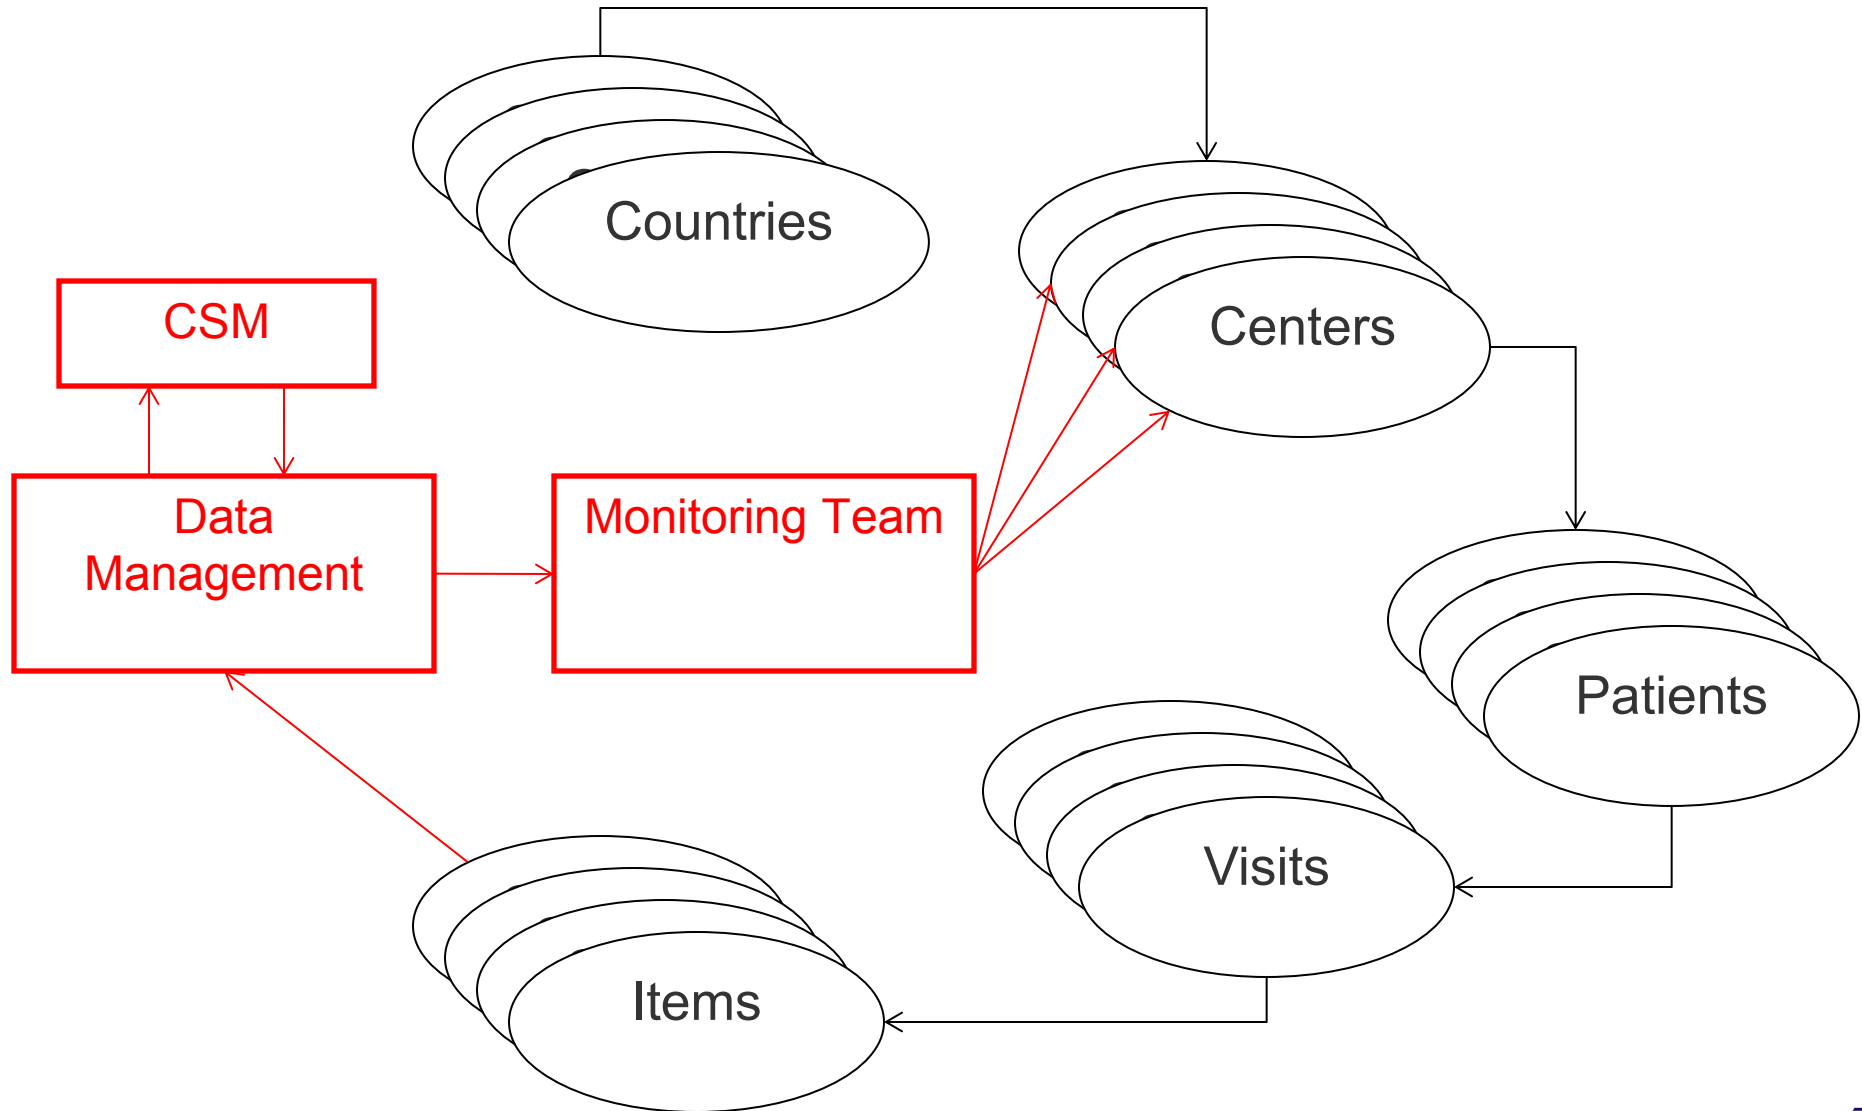 Countries
Centers
CSM
Data
Management
Monitoring Team
Patients
Visits
Items